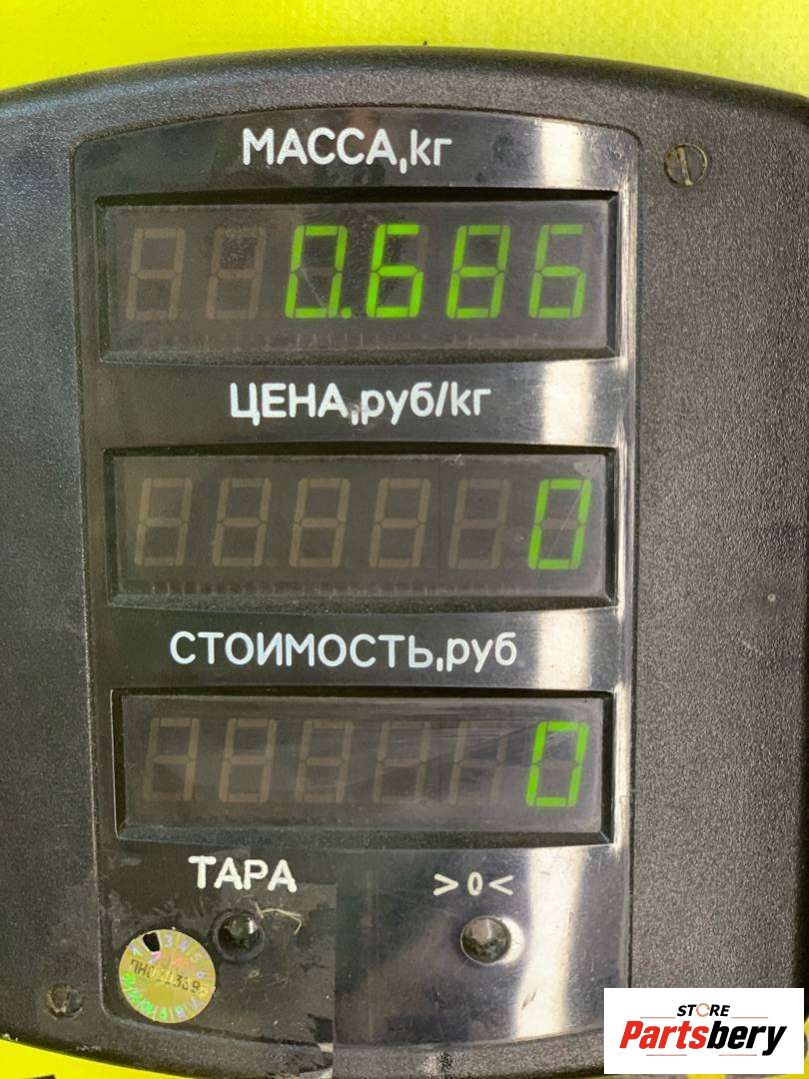 МАССА,кг
0.686
ЦЕНА,руб/кг
0
СТОИМОСТЬ,руб
0
ТАРА
>0<
STORE
Partsbery